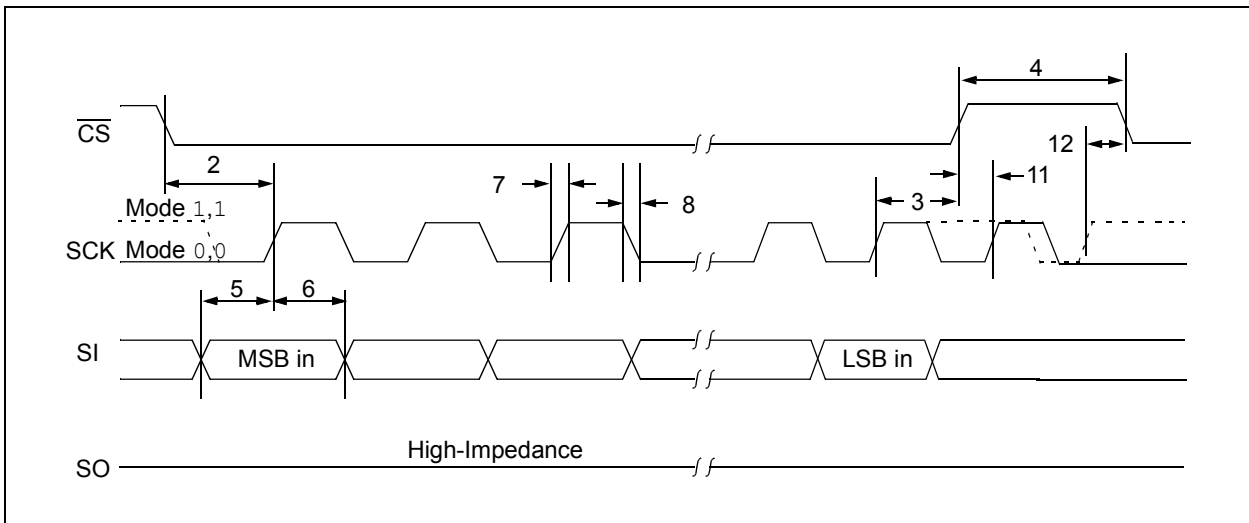 4
CS
12
2
7
11
8
3
Mode 1,1
SCK Mode 0,0
5
6
SI
MSB in
LSB in
High-Impedance
SO